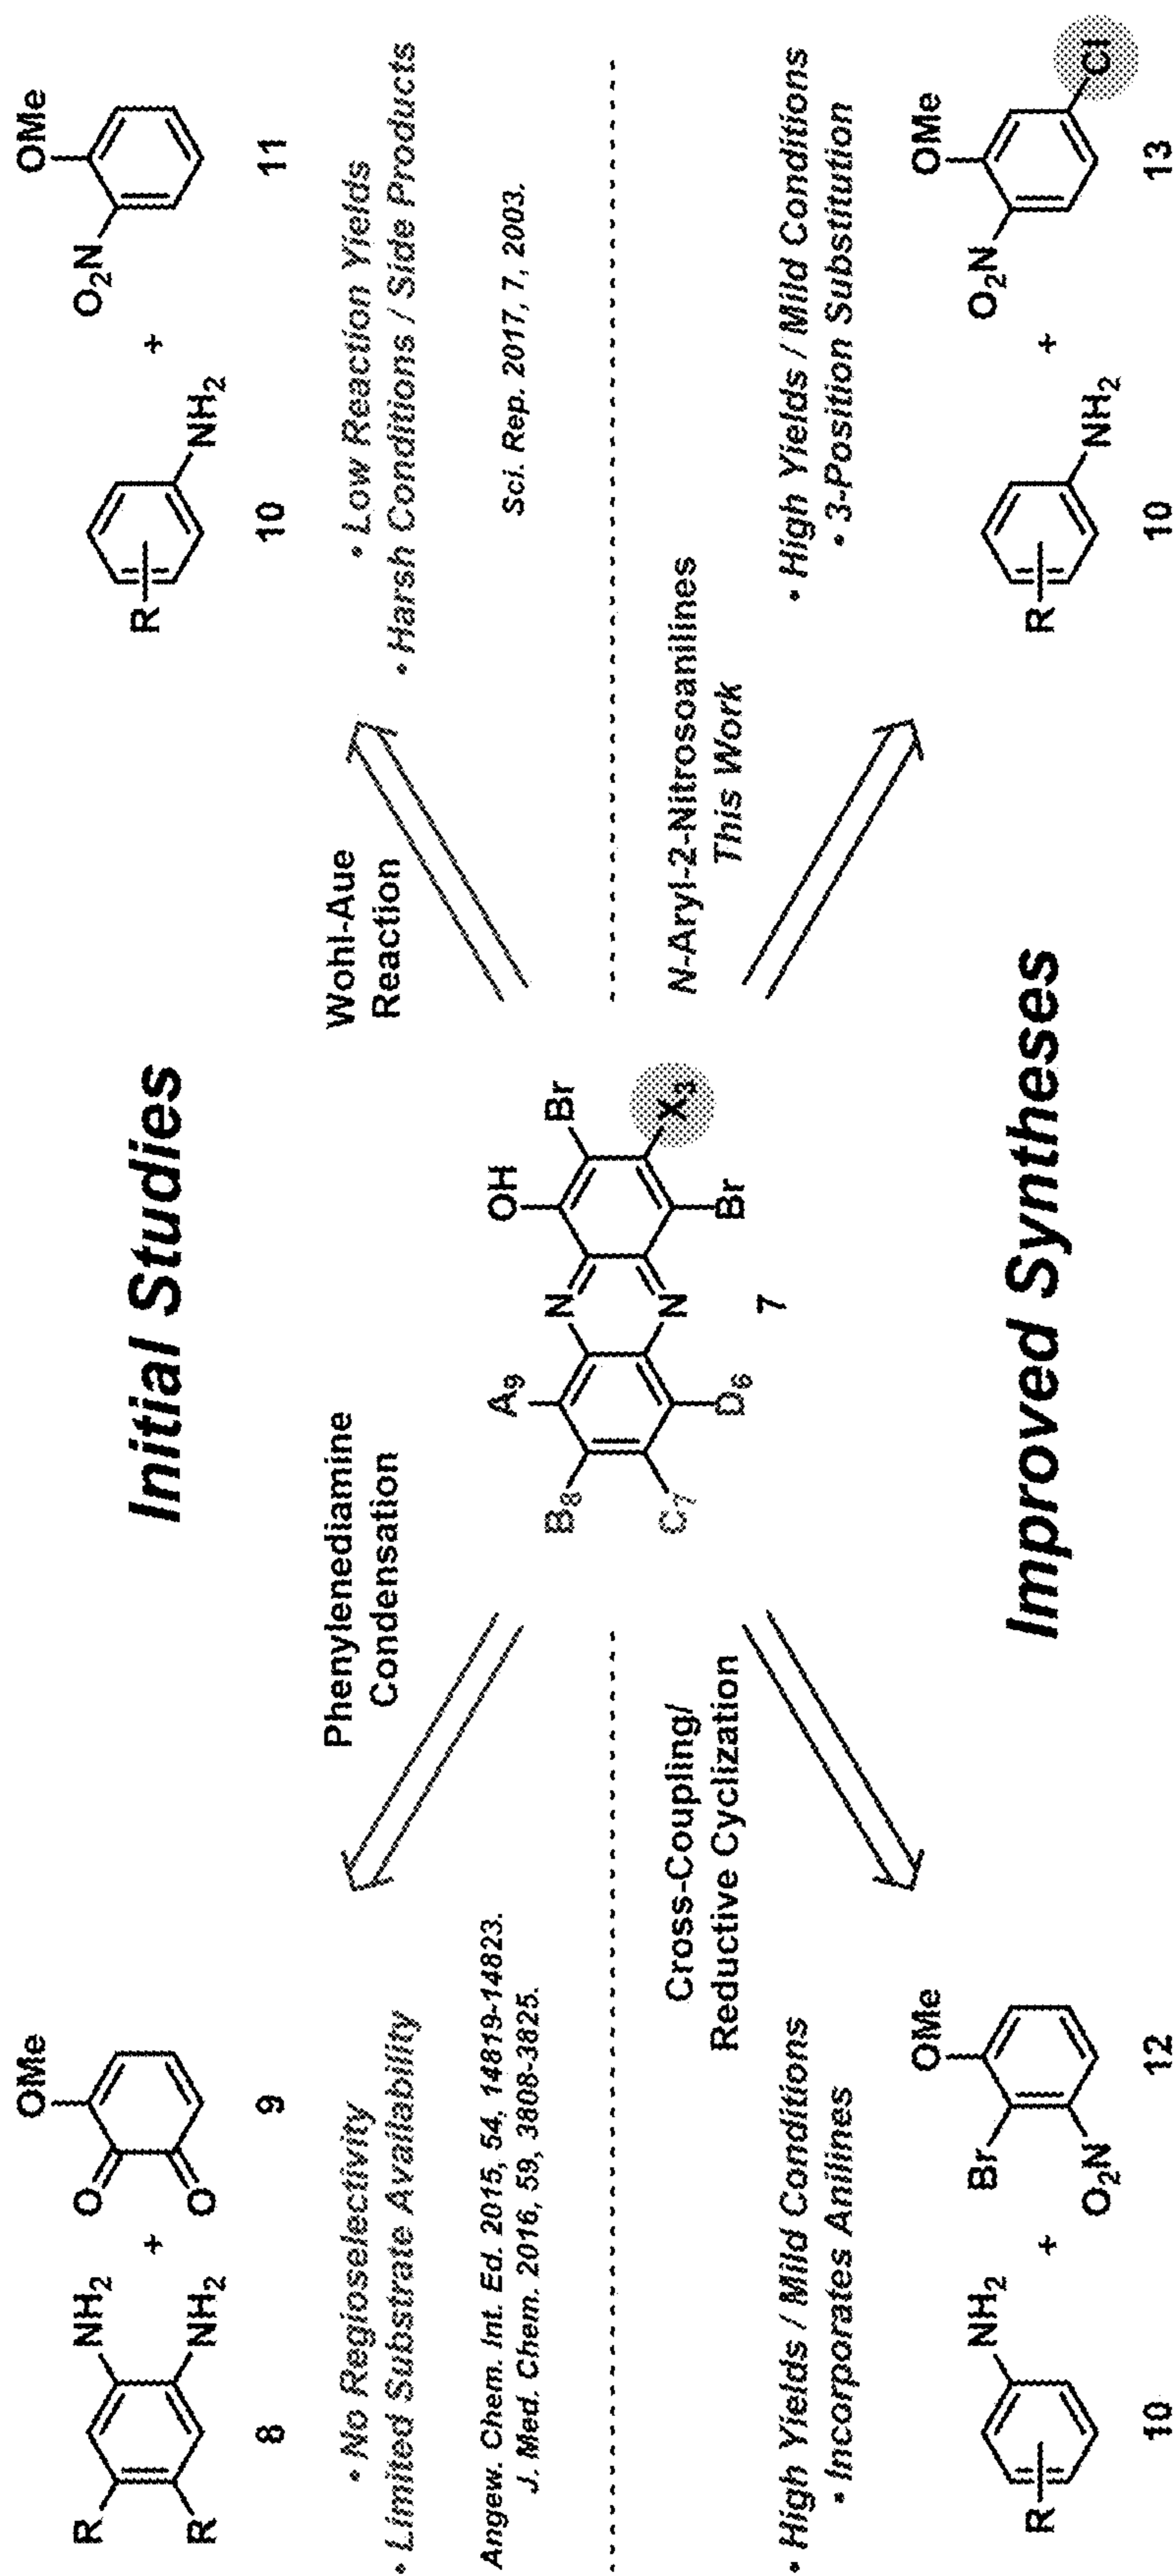 Initial Studies
R
R
NH2
NH2
8
+
O
O
OMe
9
• No Regioselectivity
• Limited Substrate Availability
Angew. Chem. Int. Ed. 2015, 54, 14819-14823.
J. Med. Chem. 2016, 59, 3808-3825.
Phenylenediamine
Condensation
Wohl-Aue
Reaction
R
NH2
10
+
O2N
OMe
11
• Low Reaction Yields
• Harsh Conditions / Side Products
Sci. Rep. 2017, 7, 2003.
A9
B8
C7
D6
N
N
OH
Br
X3
Br
7
Cross-Coupling/
Reductive Cyclization
N-Aryl-2-Nitrosoanilines
This Work
• High Yields / Mild Conditions
• Incorporates Anilines
R
NH2
10
+
Br
O2N
OMe
12
• High Yields / Mild Conditions
• 3-Position Substitution
R
NH2
10
+
O2N
OMe
Cl
13
Improved Syntheses